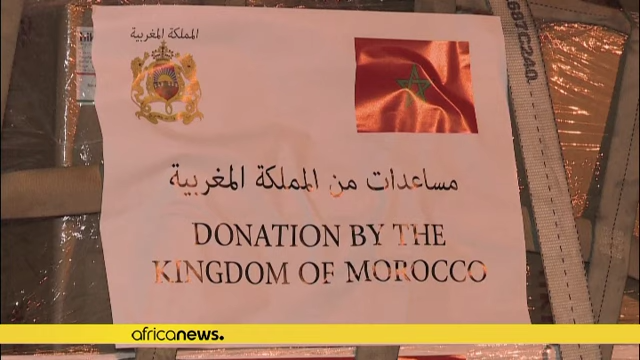 المملكة المغربية
مساعدات من المملكة المغربية
DONATION BY THE
KINGDOM OF MOROCCO
africanews.